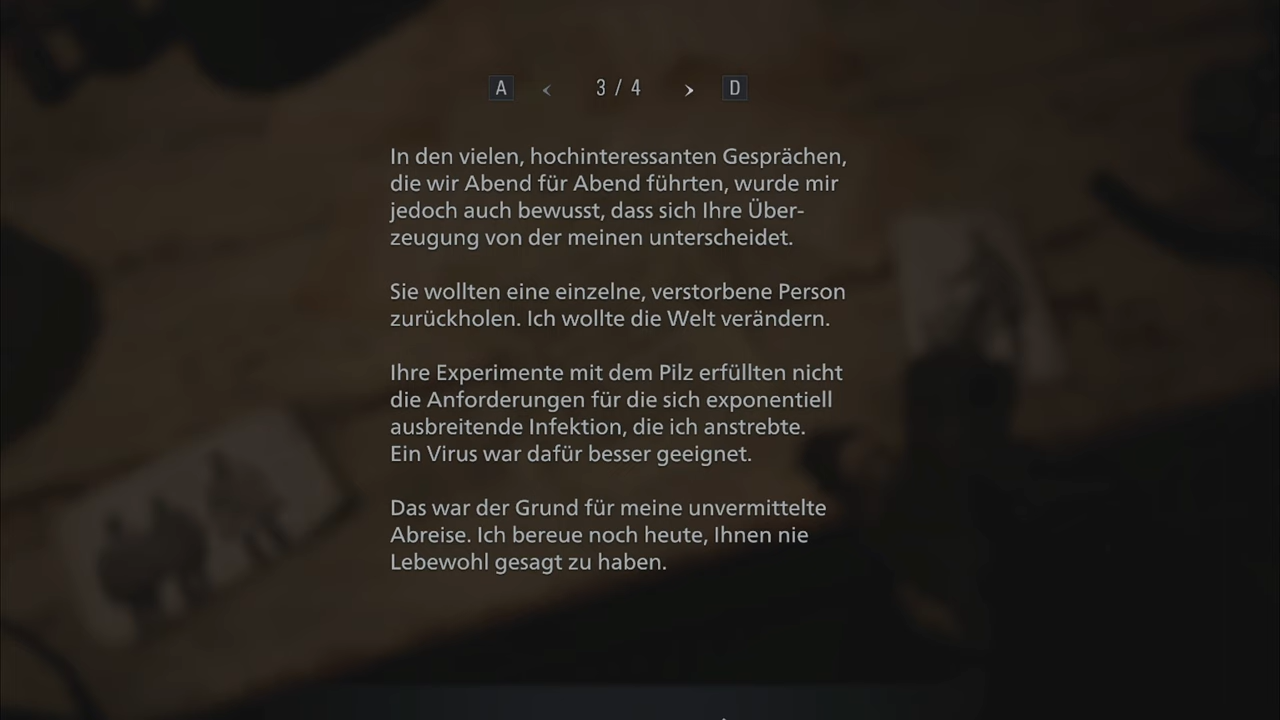 A < 3 / 4 > D
In den vielen, hochinteressanten Gesprächen,
die wir Abend für Abend führten, wurde mir
jedoch auch bewusst, dass sich Ihre Über-
zeugung von der meinen unterscheidet.
Sie wollten eine einzelne, verstorbene Person
zurückholen. Ich wollte die Welt verändern.
Ihre Experimente mit dem Pilz erfüllten nicht
die Anforderungen für die sich exponentiell
ausbreitende Infektion, die ich anstrebte.
Ein Virus war dafür besser geeignet.
Das war der Grund für meine unvermittelte
Abreise. Ich bereue noch heute, Ihnen nie
Lebewohl gesagt zu haben.